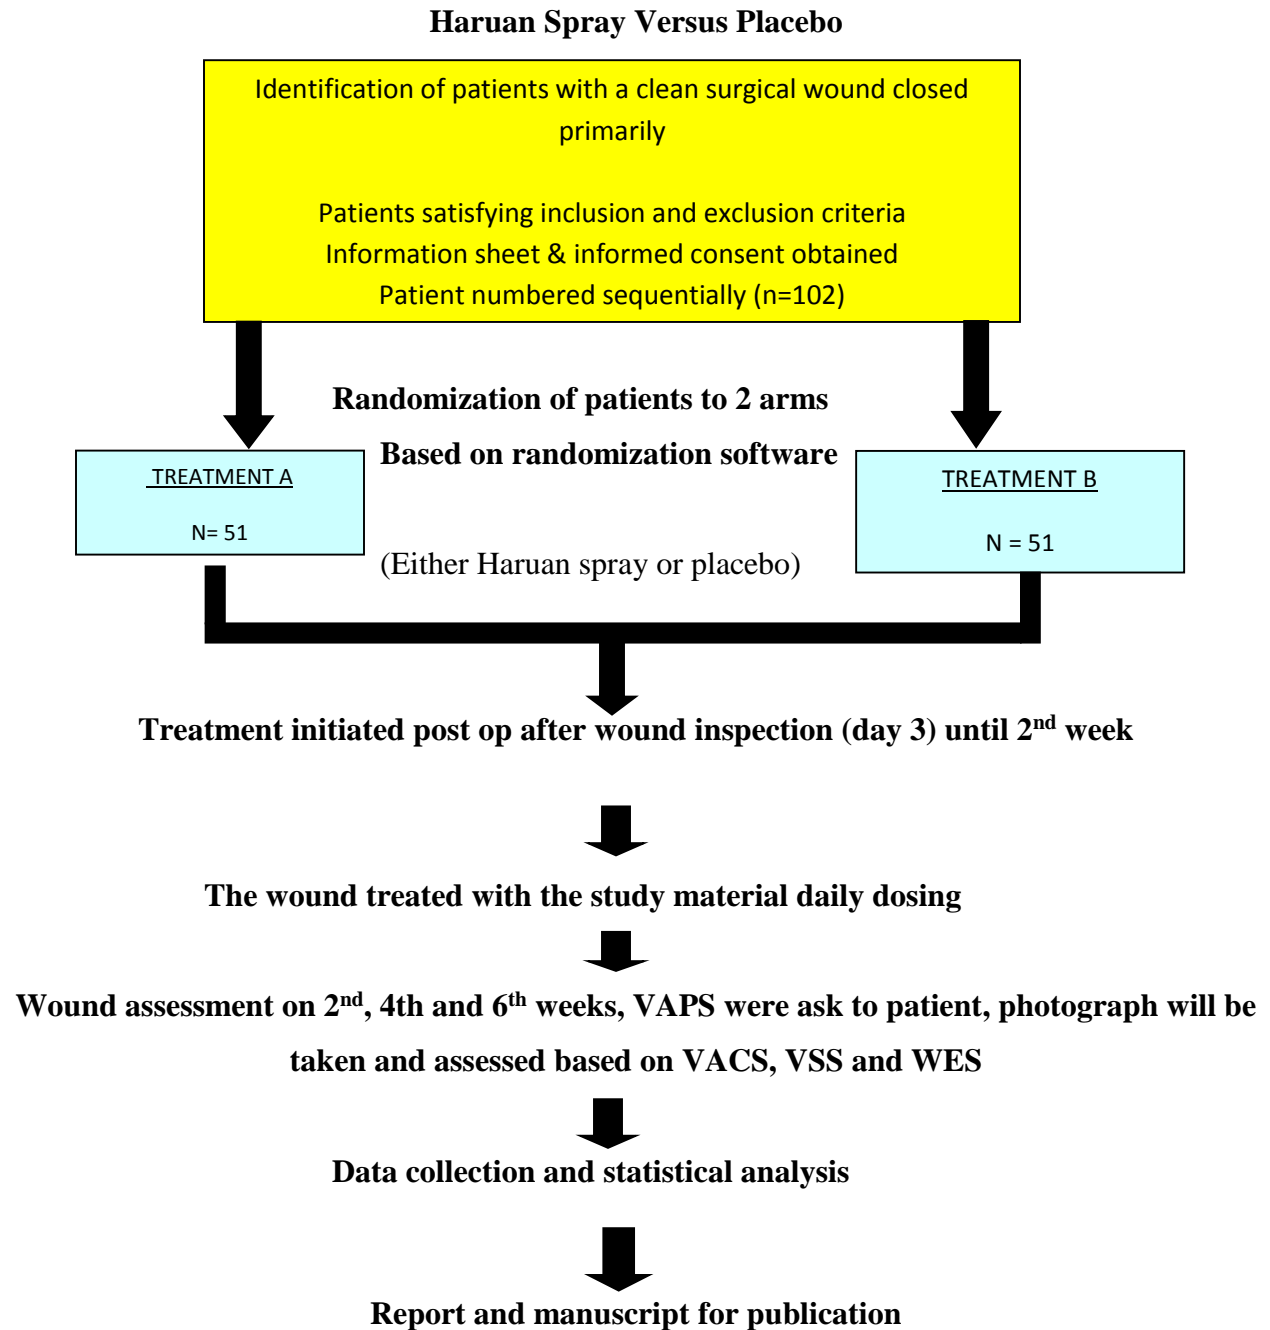 Haruan Spray Versus Placebo
Identification of patients with a clean surgical wound closed
primarily
Patients satisfying inclusion and exclusion criteria
Information sheet & informed consent obtained
Patient numbered sequentially (n=102)
Randomization of patients to 2 arms
Based on randomization software
TREATMENT A
N= 51
TREATMENT B
N = 51
(Either Haruan spray or placebo)
Treatment initiated post op after wound inspection (day 3) until 2nd week
The wound treated with the study material daily dosing
Wound assessment on 2nd, 4th and 6th weeks, VAPS were ask to patient, photograph will be
taken and assessed based on VACS, VSS and WES
Data collection and statistical analysis
Report and manuscript for publication